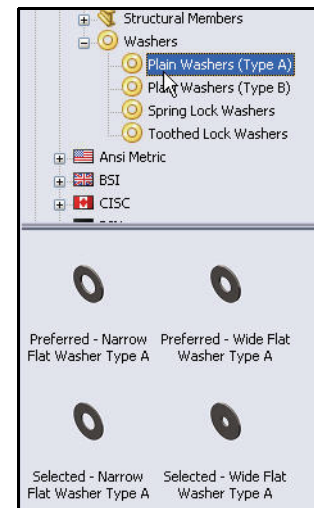 Structural Members
Washers
Plain Washers (Type A)
Plain Washers (Type B)
Spring Lock Washers
Toothed Lock Washers
Ansi Metric
BSI
CISC
Preferred - Narrow Flat Washer Type A
Preferred - Wide Flat Washer Type A
Selected - Narrow Flat Washer Type A
Selected - Wide Flat Washer Type A